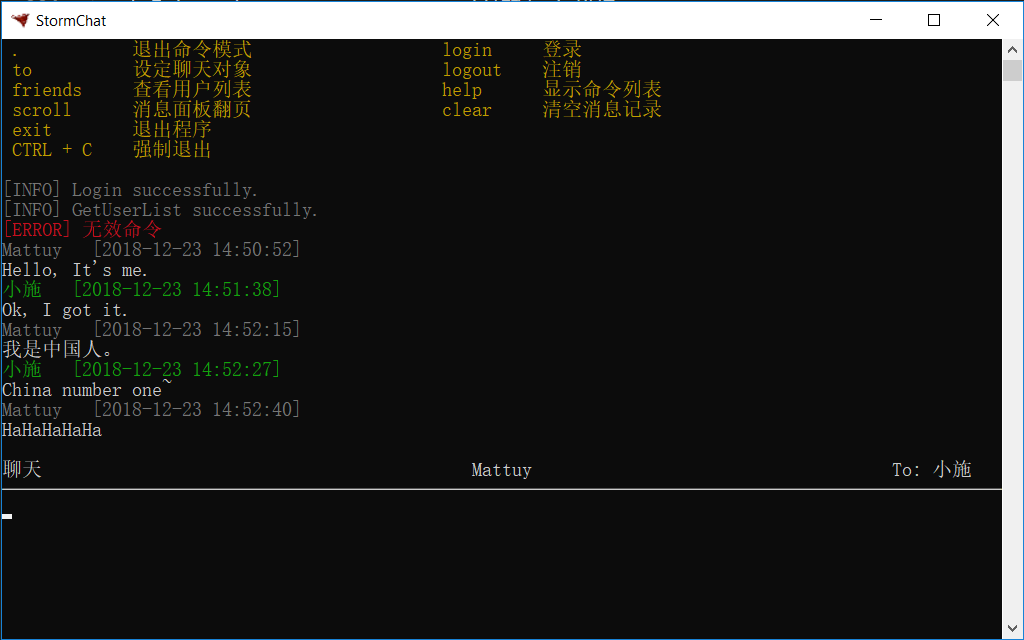 StormChat
. 退出命令模式 login 登录
to 设定聊天对象 logout 注销
friends 查看用户列表 help 显示命令列表
scroll 消息面板翻页 clear 清空消息记录
exit 退出程序
CTRL + C 强制退出
[INFO] Login successfully.
[INFO] GetUserList successfully.
[ERROR] 无效命令
Mattuy [2018-12-23 14:50:52]
Hello, It's me.
小施 [2018-12-23 14:51:38]
Ok, I got it.
Mattuy [2018-12-23 14:52:15]
我是中国人。
小施 [2018-12-23 14:52:27]
China number one~
Mattuy [2018-12-23 14:52:40]
HaHaHaHaHa
聊天 Mattuy To: 小施